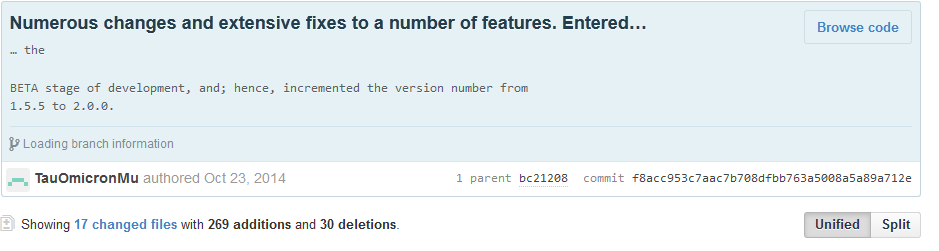 Numerous changes and extensive fixes to a number of features. Entered…
Browse code
… the
BETA stage of development, and; hence, incremented the version number from
1.5.5 to 2.0.0.
Loading branch information
TauOmicronMu authored Oct 23, 2014
1 parent bc21208 commit f8acc953c7aac7b708dfbb763a5008a5a89a712e
Showing 17 changed files with 269 additions and 30 deletions.
Unified Split